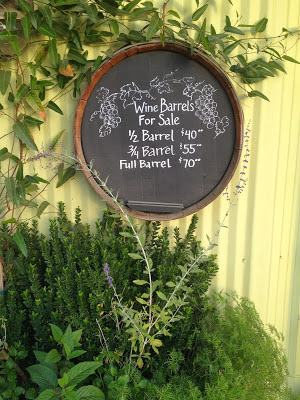 Wine Barrels
For Sale
½ Barrel $40⁰⁰
¾ Barrel $55⁰⁰
Full Barrel $70⁰⁰